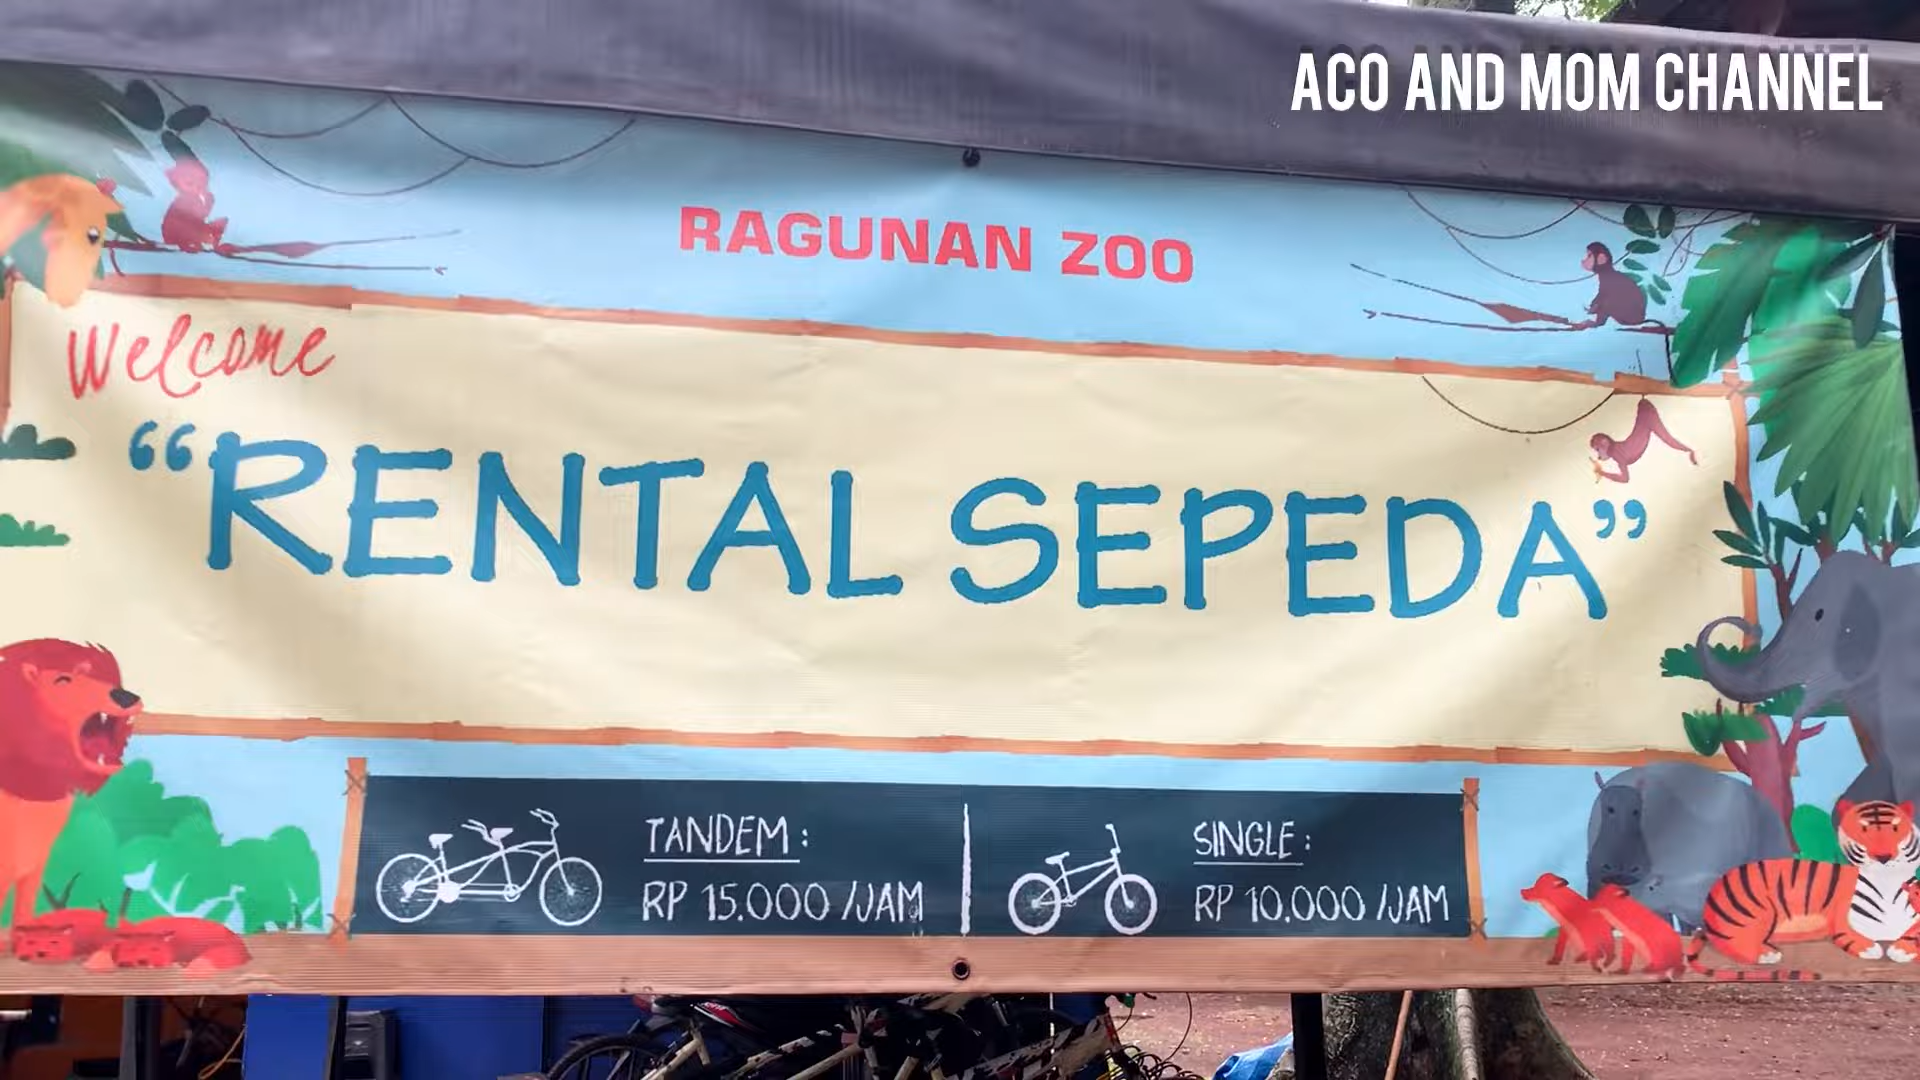 ACO AND MOM CHANNEL
RAGUNAN ZOO
Welcome
“RENTAL SEPEDA”
TANDEM :
RP 15.000 /JAM
SINGLE :
RP 10.000 /JAM